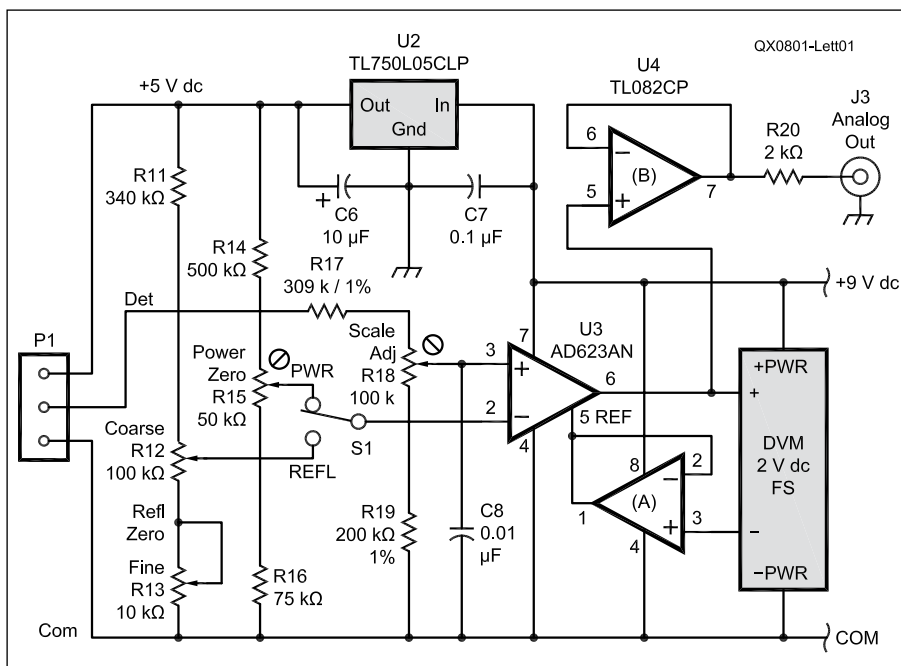 QX0801-Lett01
U2
TL750L05CLP
+5 V dc
Out
In
Gnd
U4
TL082CP
6
5
7
(B)
R20
2 kΩ
J3
Analog
Out
R11
340 kΩ
C6
10 µF
C7
0.1 µF
R14
500 kΩ
R17
309 k / 1%
Det
+9 V dc
P1
Power
Zero
R15
50 kΩ
PWR
REFL
S1
Scale
Adj
R18
100 k
3
2
7
U3
AD623AN
6
5 REF
4
+PWR
+
DVM
2 V dc
FS
−
−PWR
Coarse
R12
100 kΩ
Refl
Zero
Fine
R13
10 kΩ
R16
75 kΩ
R19
200 kΩ
1%
C8
0.01
µF
8
2
(A)
1
3
4
Com
COM